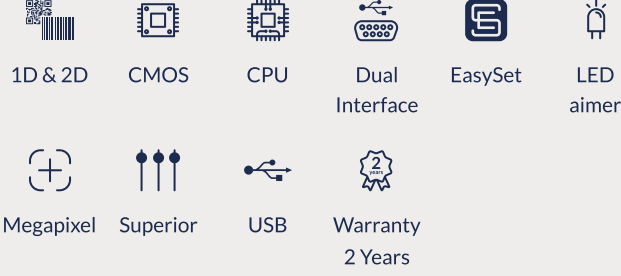 1D & 2D CMOS CPU Dual EasySet LED
Interface aimer
2
years
Megapixel Superior USB Warranty
2 Years